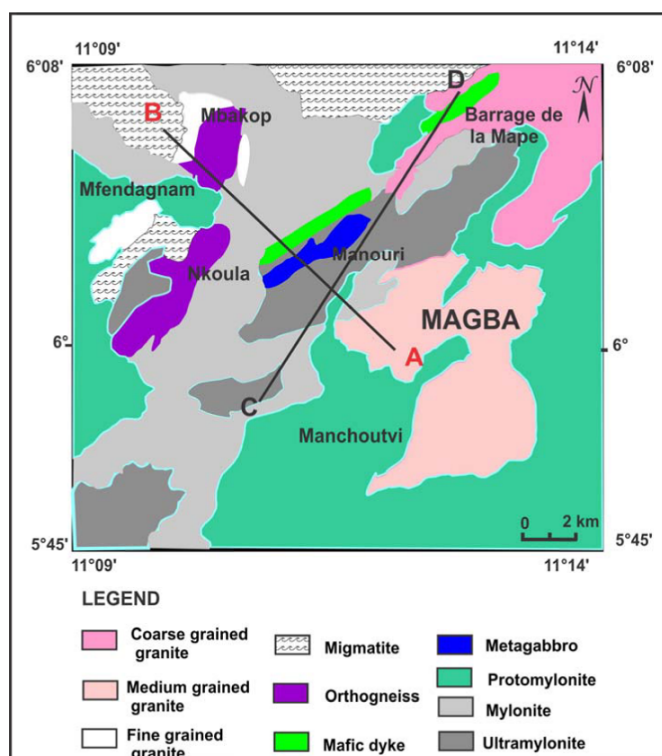 11°09' 11°14'
6°08' 6°08'
D
N
B
Mbakop
Barrage de
la Mape
Mfendagnam
Manouri
Nkoula
MAGBA
6° 6°
A
C
Manchoutvi
0 2 km
5°45' 5°45'
11°09' 11°14'
LEGEND
Coarse grained
granite
Migmatite
Metagabbro
Protomylonite
Medium grained
granite
Orthogneiss
Mylonite
Fine grained
granite
Mafic dyke
Ultramylonite